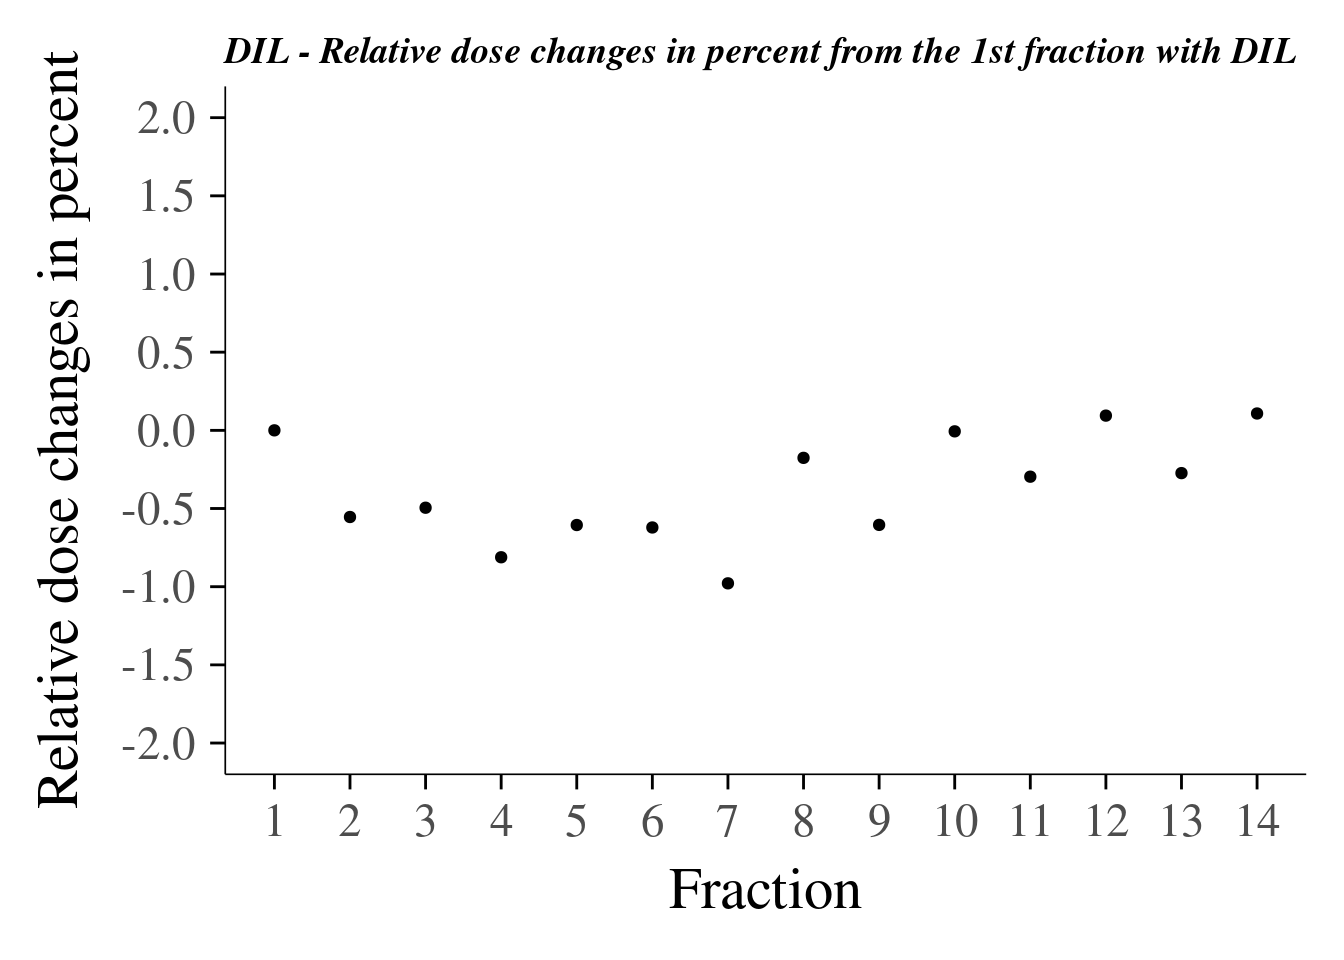 DIL - Relative dose changes in percent from the 1st fraction with DIL
Relative dose changes in percent
2.0
1.5
1.0
0.5
0.0
-0.5
-1.0
-1.5
-2.0
1 2 3 4 5 6 7 8 9 10 11 12 13 14
Fraction